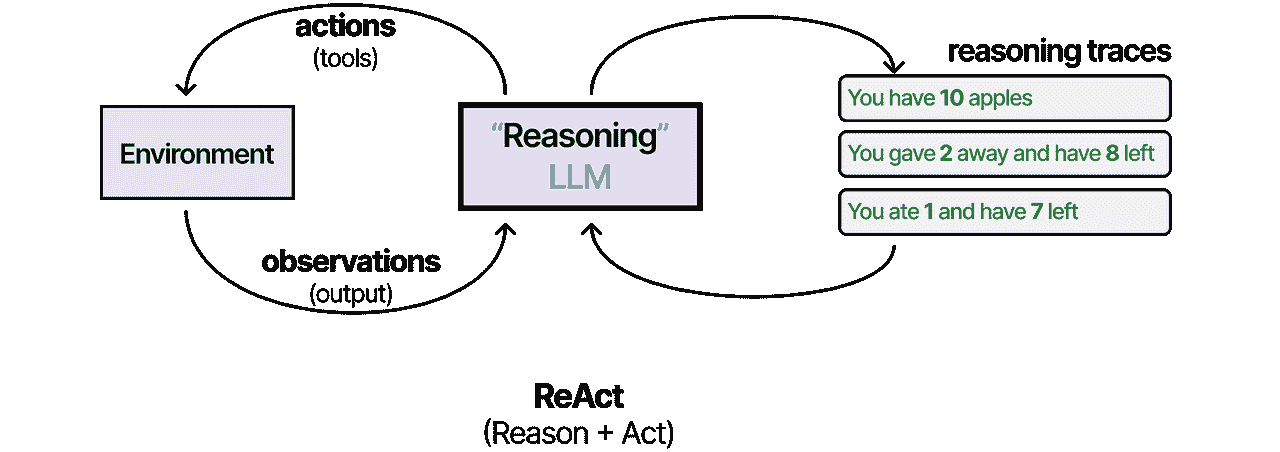 actions
(tools)
reasoning traces
You have 10 apples
Environment
“Reasoning”
LLM
You gave 2 away and have 8 left
You ate 1 and have 7 left
observations
(output)
ReAct
(Reason + Act)